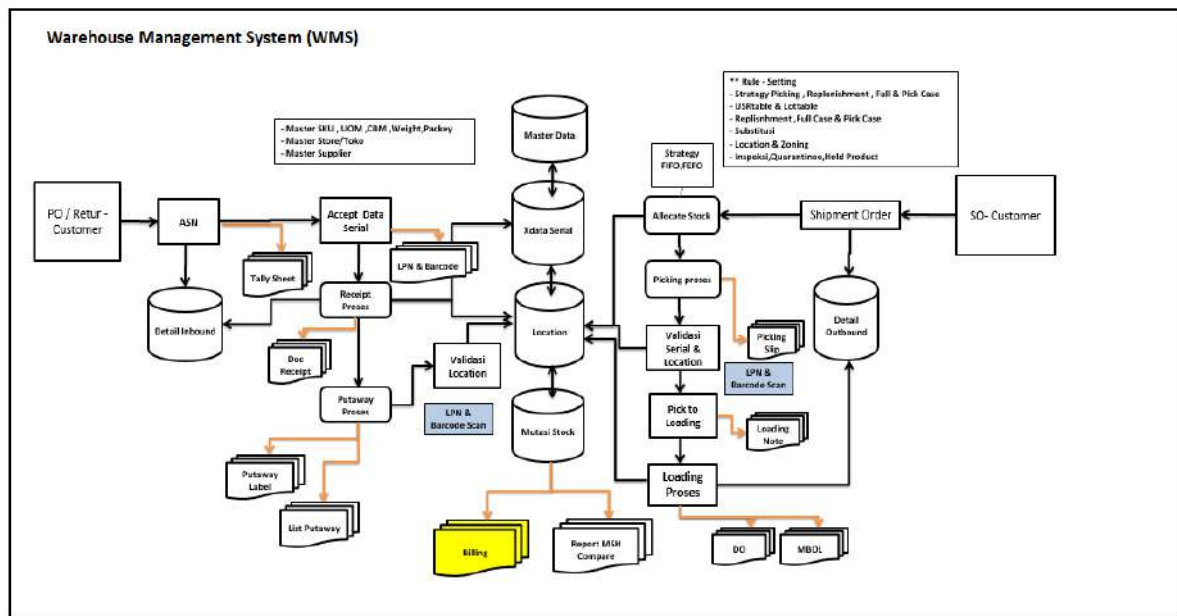 Warehouse Management System (WMS)
- Master SKU , UOM ,CBM ,Weight,Packey
- Master Store/Toko
- Master Supplier
Master Data
** Rule - Setting
- Strategy Picking , Replenishment , Full & Pick Case
- USRtable & Lottable
- Replisnhment ,Full Case & Pick Case
- Substitusi
- Location & Zoning
- Inspeksi,Quarantinee,Hold Product
Strategy
FIFO,FEFO
PO / Retur -
Customer
ASN
Accept Data
Serial
Xdata Serial
Allocate Stock
Shipment Order
SO- Customer
Tally Sheet
LPN & Barcode
Picking proses
Detail Inbound
Receipt
Proses
Location
Detail
Outbound
Doc
Receipt
Validasi
Location
Validasi
Serial &
Location
Picking
Slip
LPN &
Barcode Scan
Putaway
Proses
LPN &
Barcode Scan
Mutasi Stock
Pick to
Loading
Loading
Note
Putaway
Label
List Putaway
Loading
Proses
Billing
Report MSH
Compare
DO
MBOL